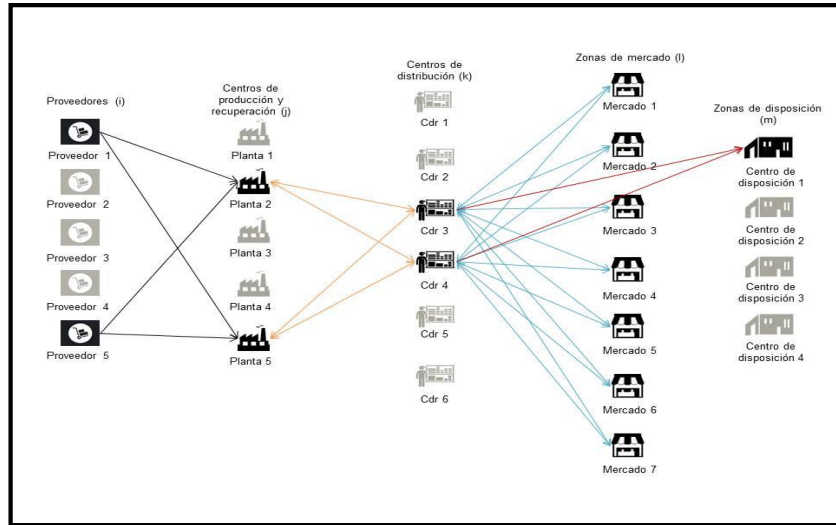 Proveedores (i)
Proveedor 1
Proveedor 2
Proveedor 3
Proveedor 4
Proveedor 5
Centros de
producción y
recuperación (j)
Planta 1
Planta 2
Planta 3
Planta 4
Planta 5
Centros de
distribución (k)
Cdr 1
Cdr 2
Cdr 3
Cdr 4
Cdr 5
Cdr 6
Zonas de mercado (l)
Mercado 1
Mercado 2
Mercado 3
Mercado 4
Mercado 5
Mercado 6
Mercado 7
Zonas de disposición
(m)
Centro de
disposición 1
Centro de
disposición 2
Centro de
disposición 3
Centro de
disposición 4